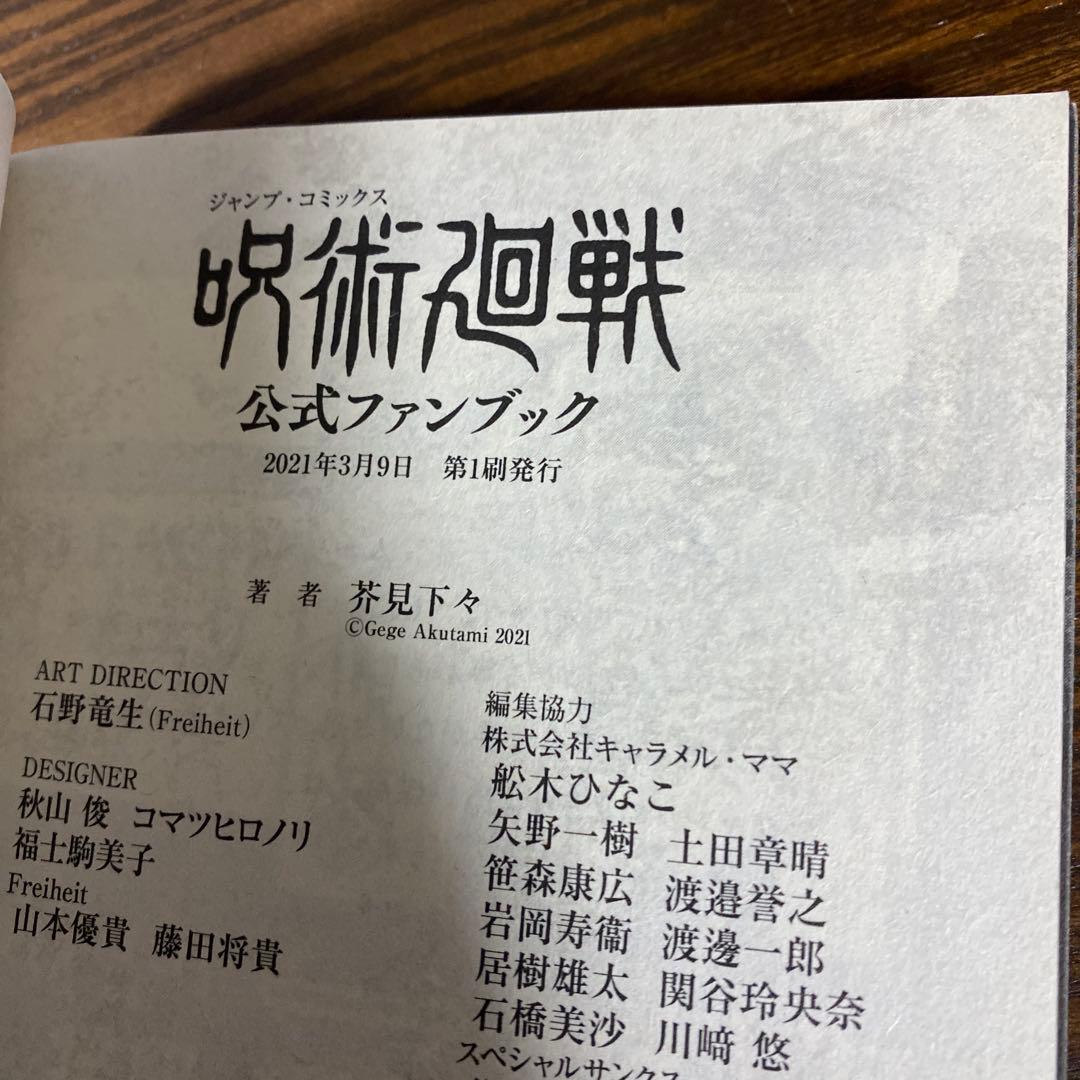 ジャンプ・コミックス
呪術廻戦
公式ファンブック
2021年3月9日　第1刷発行
著　者　芥見下々
©Gege Akutami 2021
ART DIRECTION
石野竜生(Freiheit)
DESIGNER
秋山 俊　コマツヒロノリ
福士駒美子
Freiheit
山本優貴　藤田将貴
編集協力
株式会社キャラメル・ママ
舩木ひなこ
矢野一樹　土田章晴
笹森康広　渡邉誉之
岩岡寿衞　渡邊一郎
居樹雄太　関谷玲央奈
石橋美沙　川﨑 悠
スペシャルサンクス